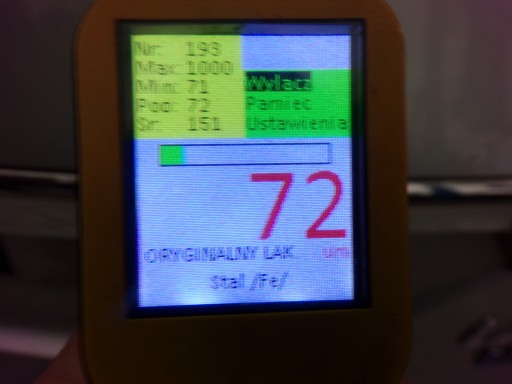 Nr: 193
Max: 1000
Min: 71
Pop: 72
Sr: 151
Wylacz
Pamiec
Ustawienia
72
um
ORYGINALNY LAK.
Stal /Fe/